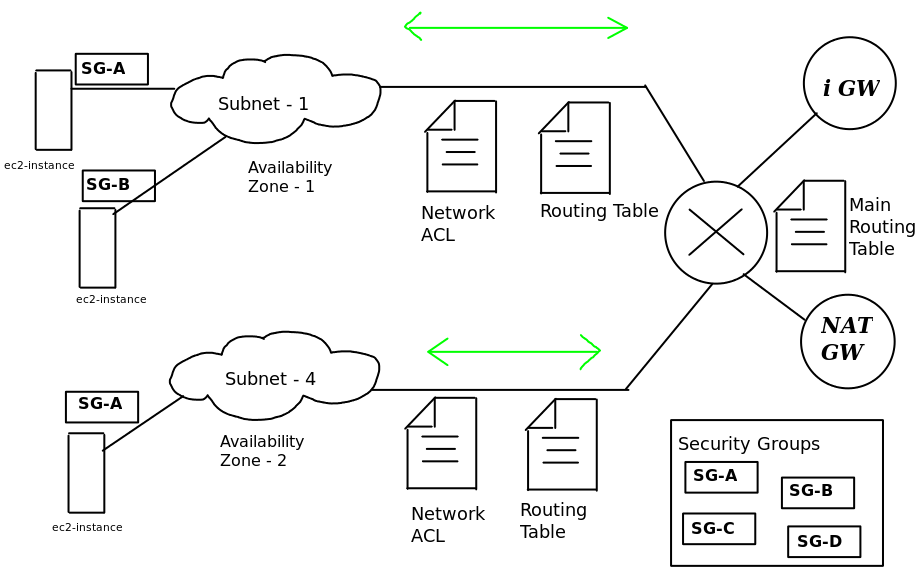 SG-A
Subnet - 1
i GW
ec2-instance
SG-B
Availability
Zone - 1
ec2-instance
Network
ACL
Routing Table
Main
Routing
Table
NAT
GW
Subnet - 4
SG-A
Availability
Zone - 2
ec2-instance
Network
ACL
Routing
Table
Security Groups
SG-A
SG-B
SG-C
SG-D